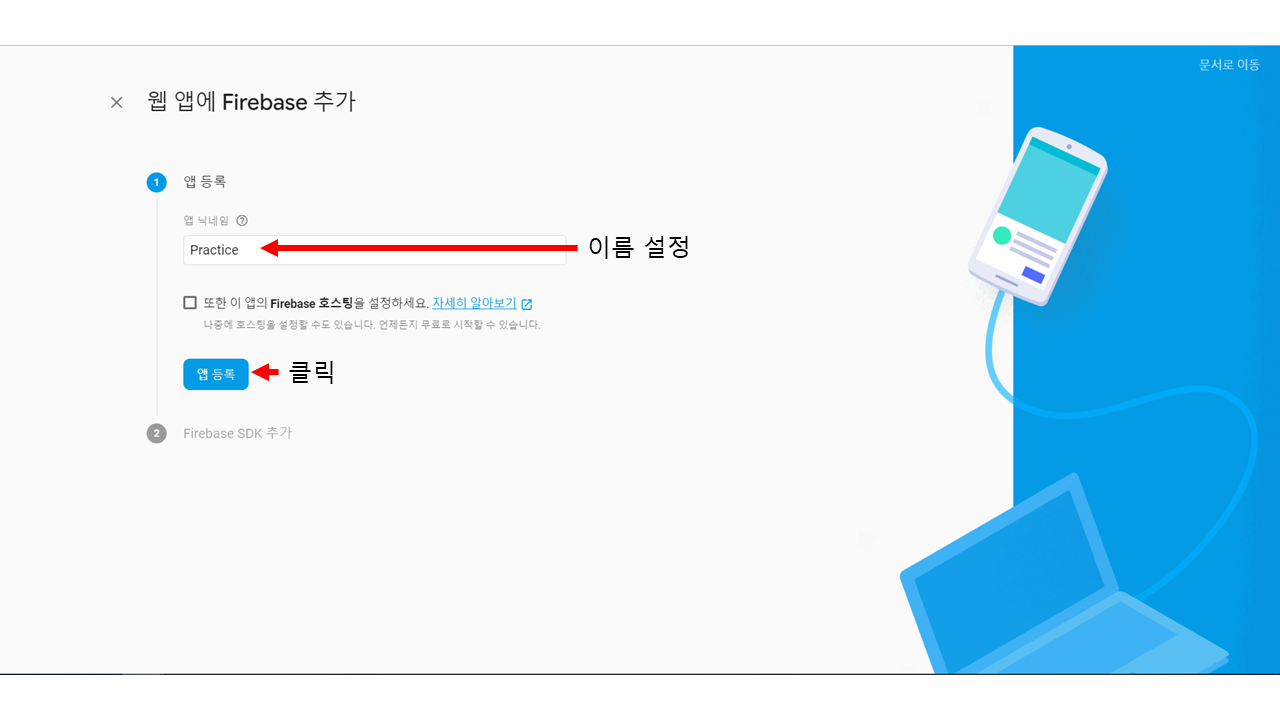 문서로 이동
웹 앱에 Firebase 추가
1 앱 등록
앱 닉네임
Practice
이름 설정
또한 이 앱의 Firebase 호스팅을 설정하세요. 자세히 알아보기
나중에 호스팅을 설정할 수도 있습니다. 언제든지 무료로 시작할 수 있습니다.
앱 등록
클릭
2 Firebase SDK 추가